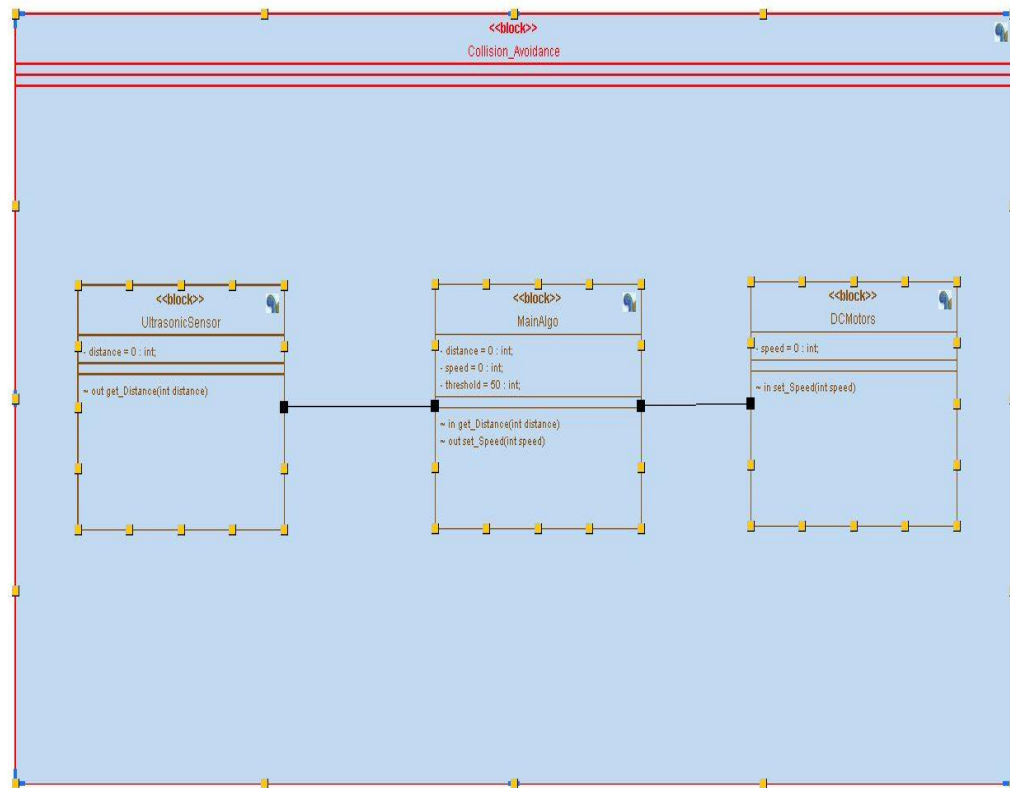 <<block>>
Collision_Avoidance
<<block>>
UltrasonicSensor
- distance = 0 : int;
~ out get_Distance(int distance)
<<block>>
MainAlgo
- distance = 0 : int;
- speed = 0 : int;
- threshold = 50 : int;
~ in get_Distance(int distance)
~ out set_Speed(int speed)
<<block>>
DCMotors
- speed = 0 : int;
~ in set_Speed(int speed)